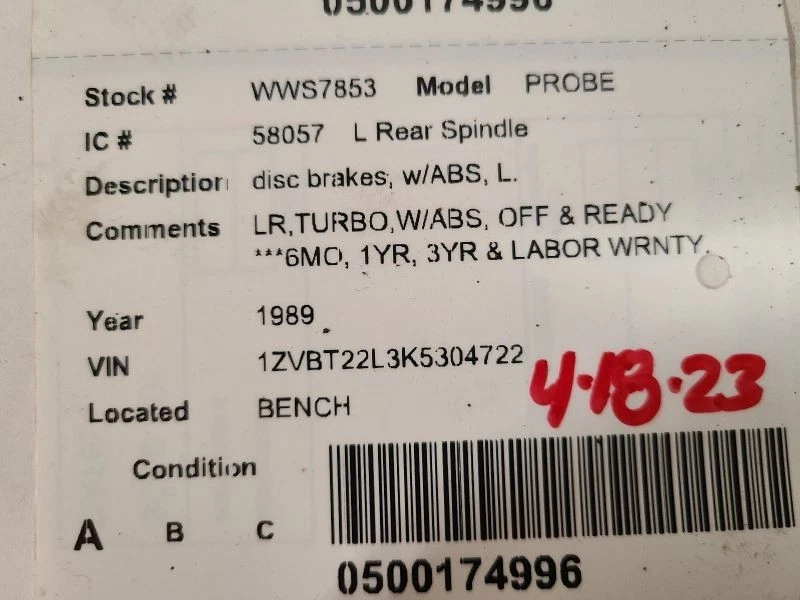 0500174996
Stock # WWS7853 Model PROBE
IC # 58057 L Rear Spindle
Description disc brakes, w/ABS, L.
Comments LR,TURBO,W/ABS, OFF & READY
***6MO, 1YR, 3YR & LABOR WRNTY.
Year 1989
VIN 1ZVBT22L3K5304722
Located BENCH
4-18-23
Condition
A B C
0500174996